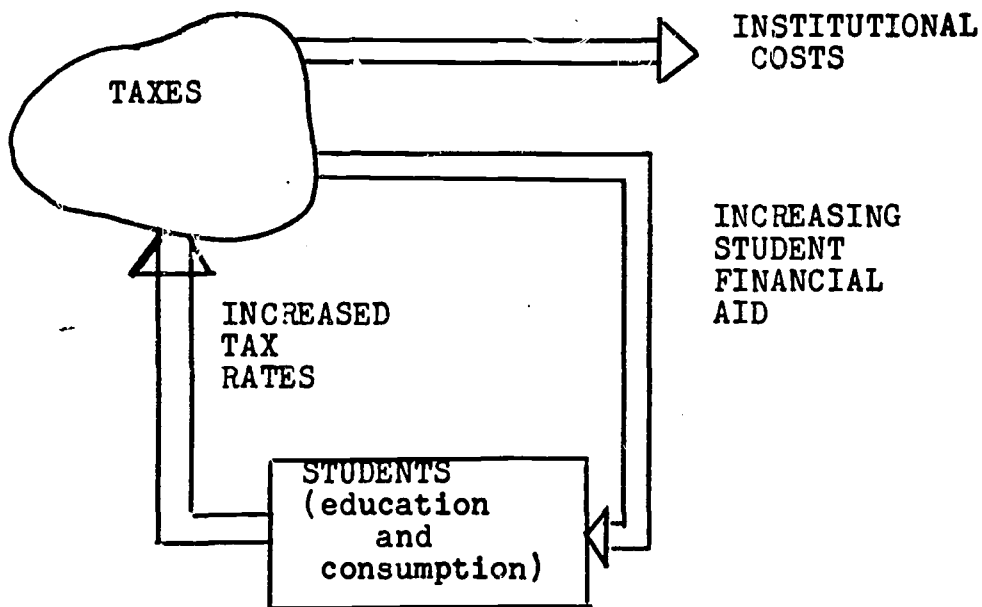 INSTITUTIONAL
COSTS
TAXES
INCREASING
STUDENT
FINANCIAL
AID
INCREASED
TAX
RATES
STUDENTS
(education
and
consumption)